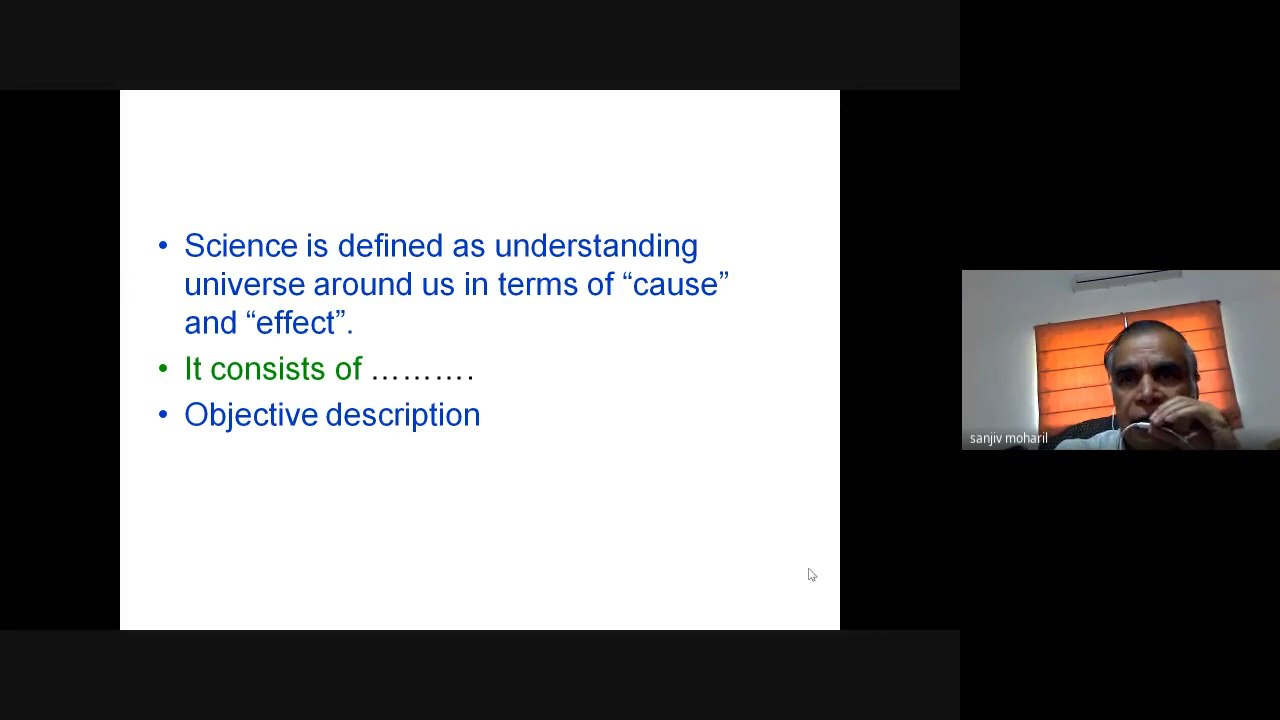 • Science is defined as understanding
universe around us in terms of “cause”
and “effect”.
• It consists of ……….
• Objective description
sanjiv moharil